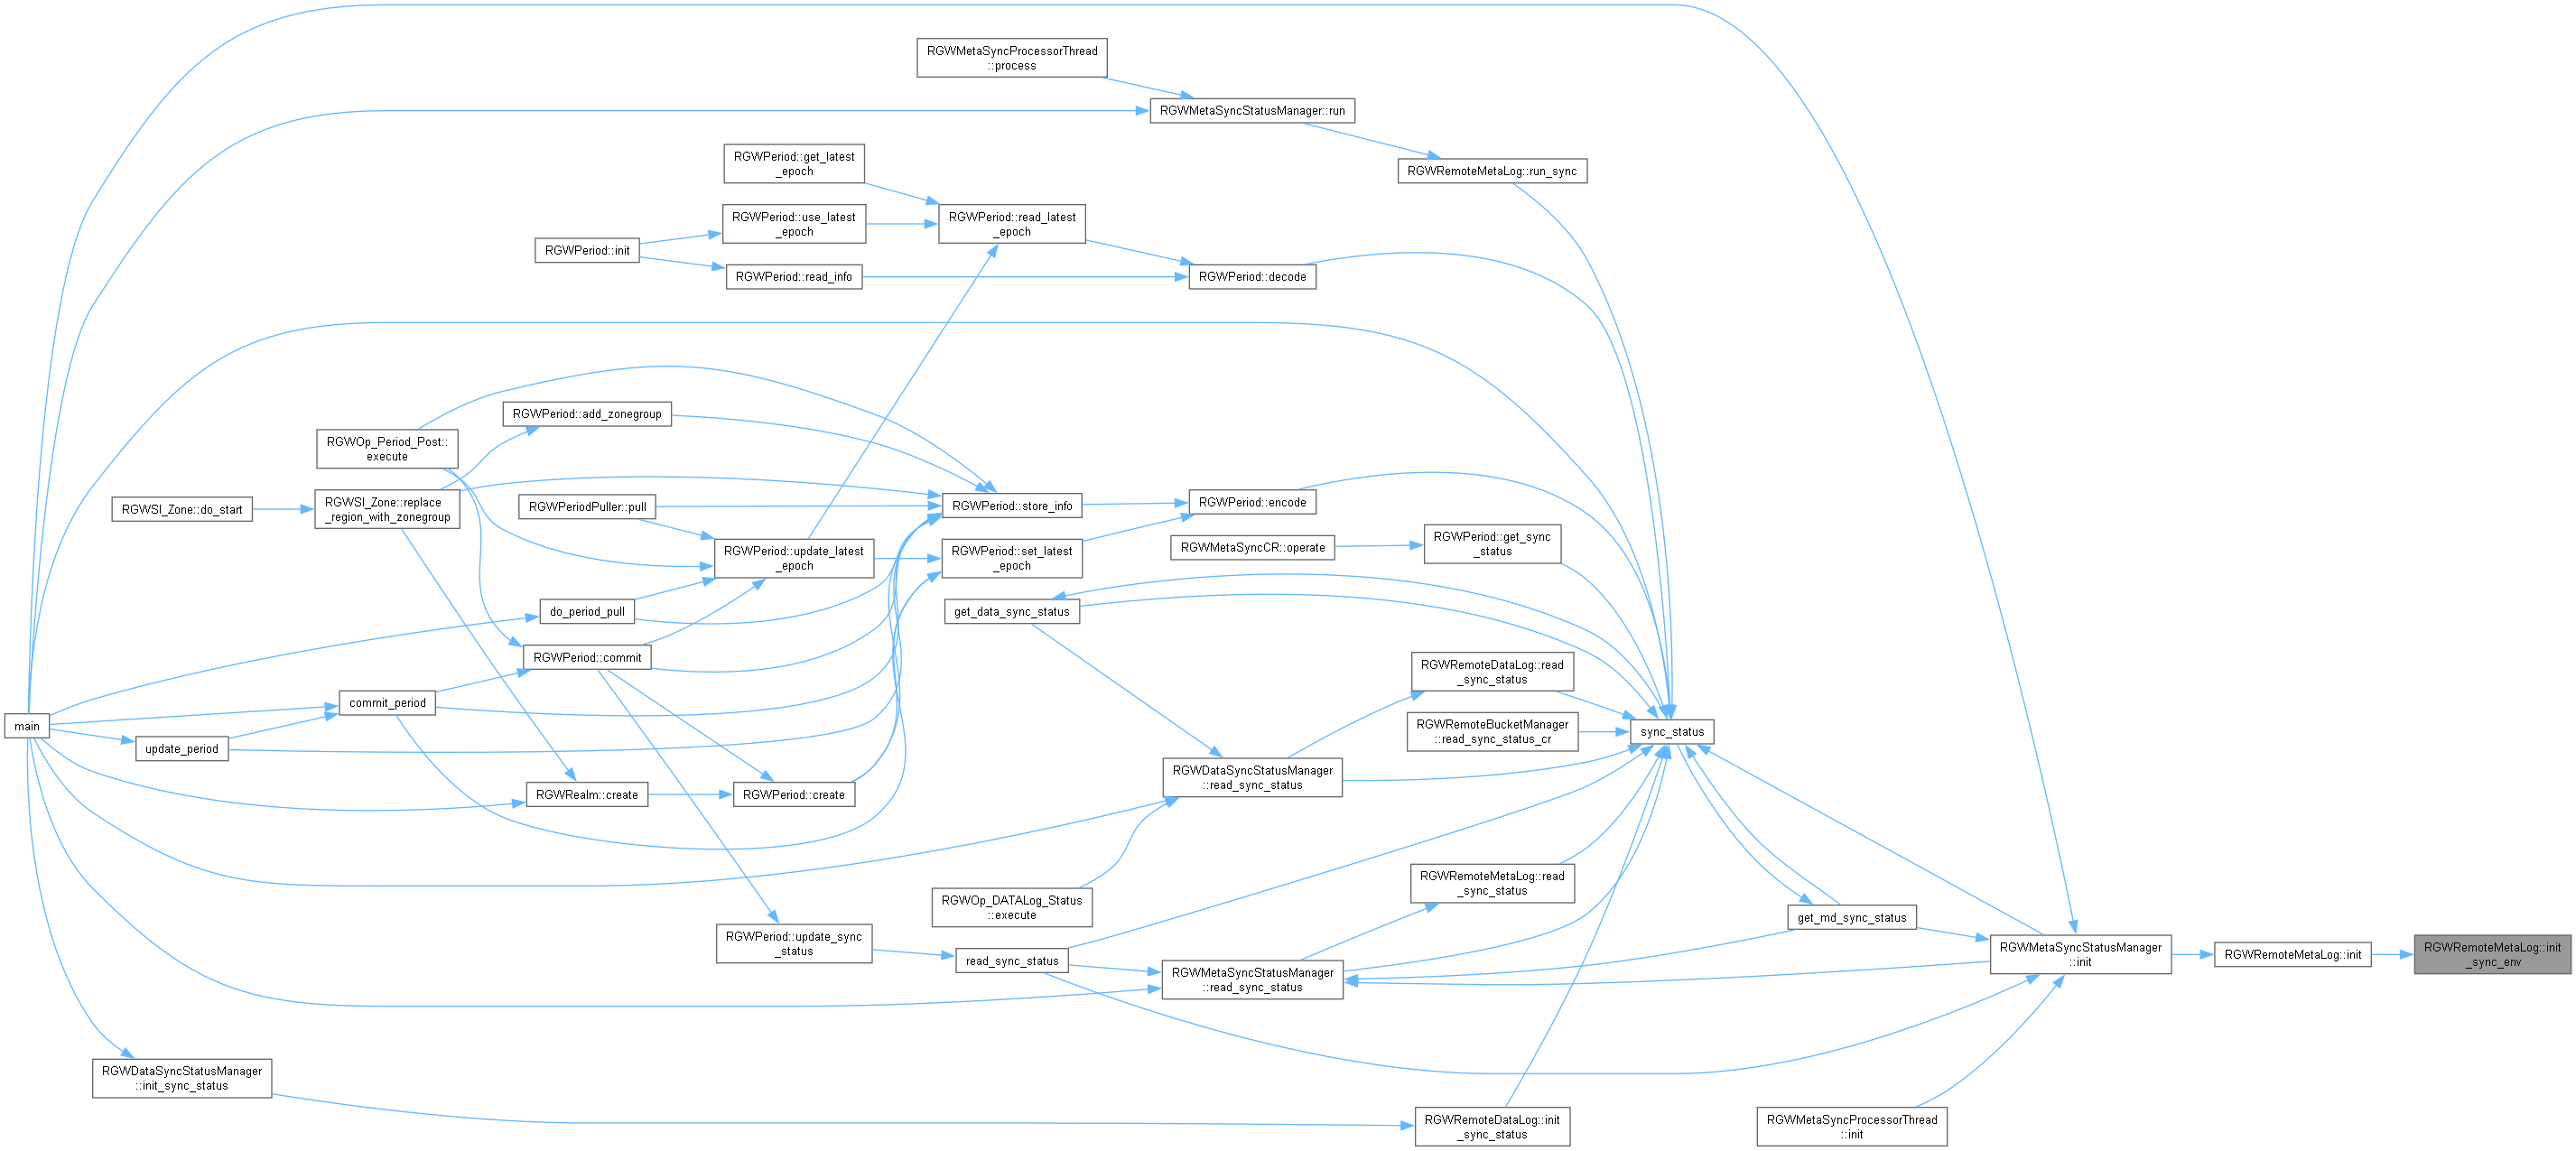 RGWMetaSyncProcessorThread
::process
RGWMetaSyncStatusManager::run
RGWRemoteMetaLog::run_sync
RGWPeriod::get_latest
_epoch
RGWPeriod::use_latest
_epoch
RGWPeriod::read_latest
_epoch
RGWPeriod::init
RGWPeriod::read_info
RGWPeriod::decode
RGWPeriod::add_zonegroup
RGWOp_Period_Post::
execute
RGWSI_Zone::do_start
RGWSI_Zone::replace
_region_with_zonegroup
RGWPeriodPuller::pull
RGWPeriod::store_info
RGWPeriod::encode
RGWPeriod::update_latest
_epoch
RGWPeriod::set_latest
_epoch
RGWMetaSyncCR::operate
RGWPeriod::get_sync
_status
do_period_pull
get_data_sync_status
RGWPeriod::commit
RGWRemoteDataLog::read
_sync_status
commit_period
main
update_period
RGWRemoteBucketManager
::read_sync_status_cr
sync_status
RGWDataSyncStatusManager
::read_sync_status
RGWRealm::create
RGWPeriod::create
RGWOp_DATALog_Status
::execute
RGWRemoteMetaLog::read
_sync_status
get_md_sync_status
RGWPeriod::update_sync
_status
read_sync_status
RGWMetaSyncStatusManager
::read_sync_status
RGWMetaSyncStatusManager
::init
RGWRemoteMetaLog::init
RGWRemoteMetaLog::init
_sync_env
RGWDataSyncStatusManager
::init_sync_status
RGWRemoteDataLog::init
_sync_status
RGWMetaSyncProcessorThread
::init